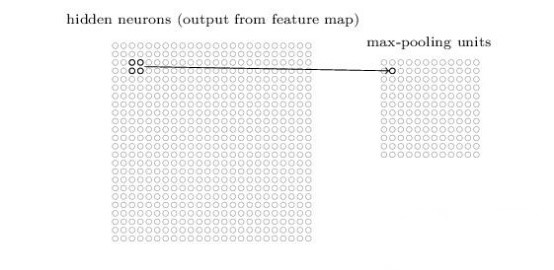 hidden neurons (output from feature map)
max-pooling units